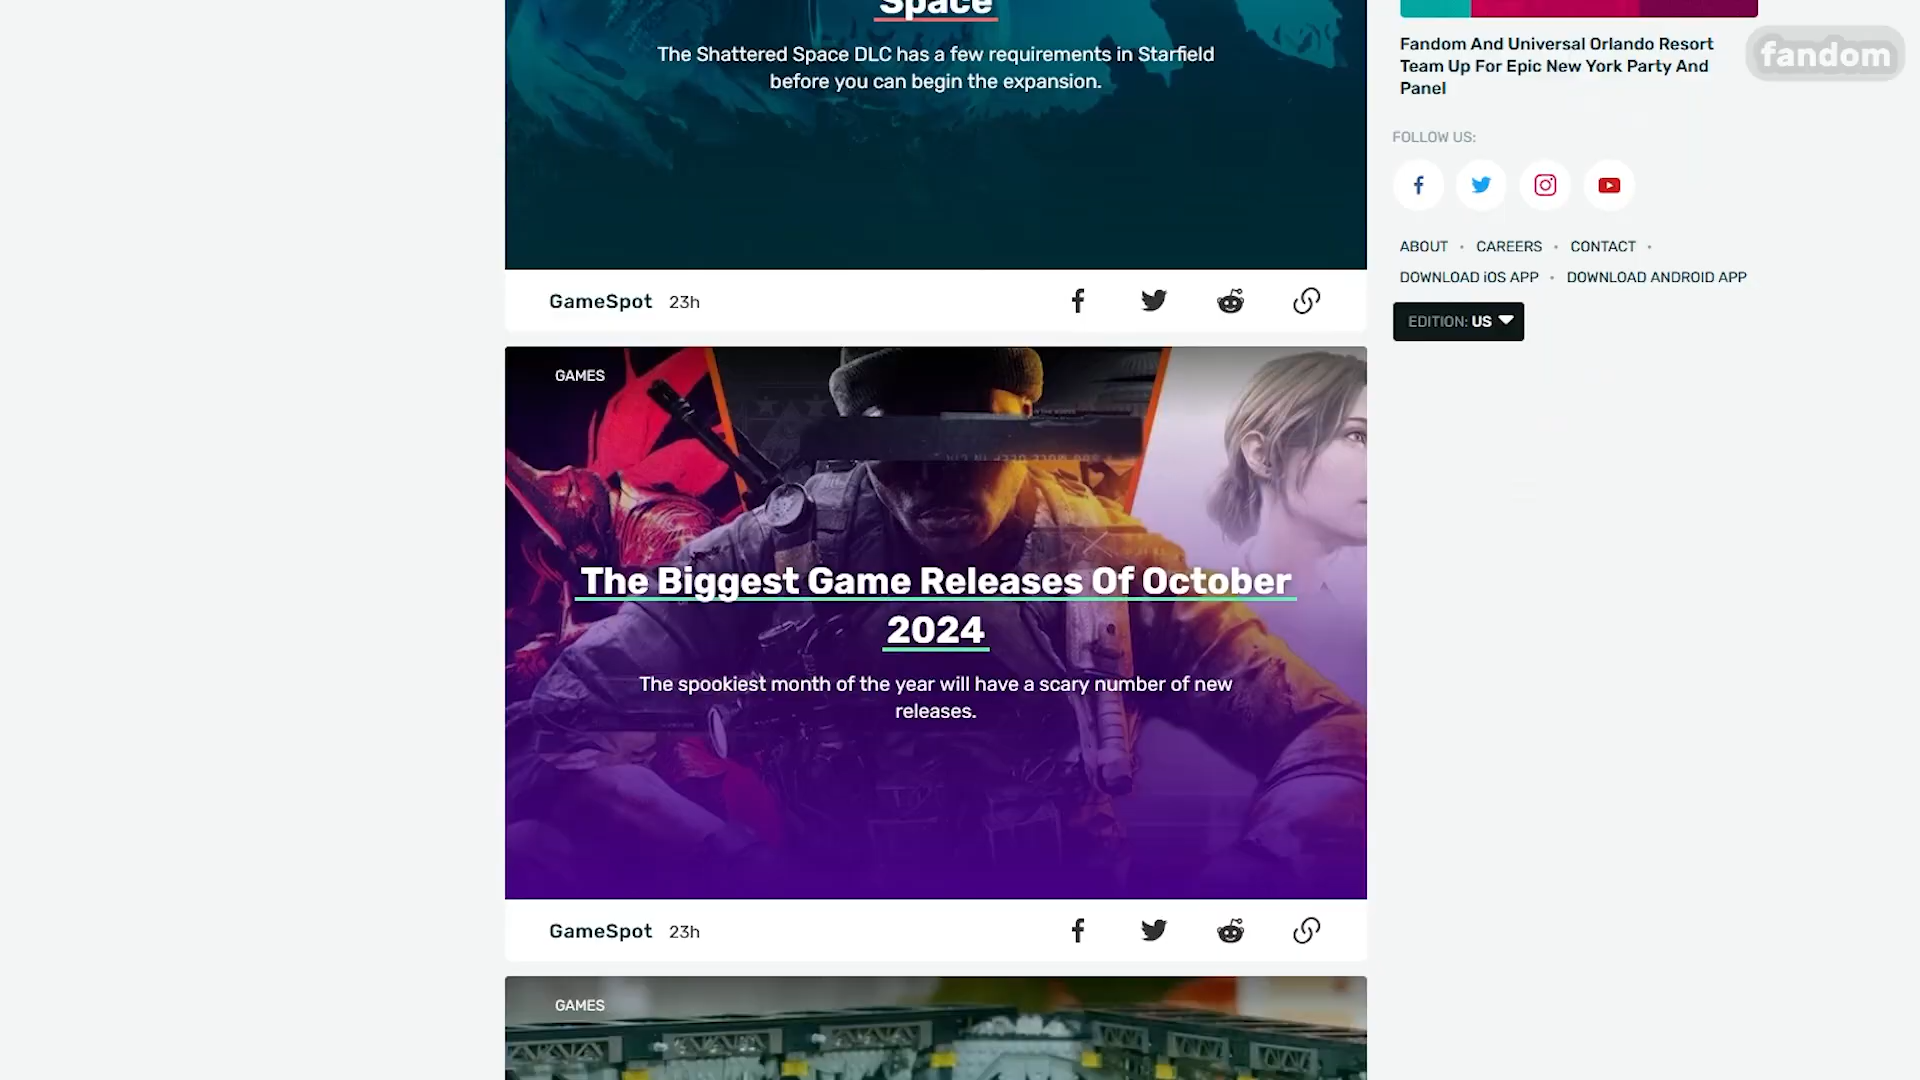 Space
The Shattered Space DLC has a few requirements in Starfield
before you can begin the expansion.
GameSpot 23h
GAMES
The Biggest Game Releases Of October
2024
The spookiest month of the year will have a scary number of new
releases.
GameSpot 23h
GAMES
Fandom And Universal Orlando Resort
Team Up For Epic New York Party And
Panel
fandom
FOLLOW US:
ABOUT • CAREERS • CONTACT •
DOWNLOAD iOS APP • DOWNLOAD ANDROID APP
EDITION: US